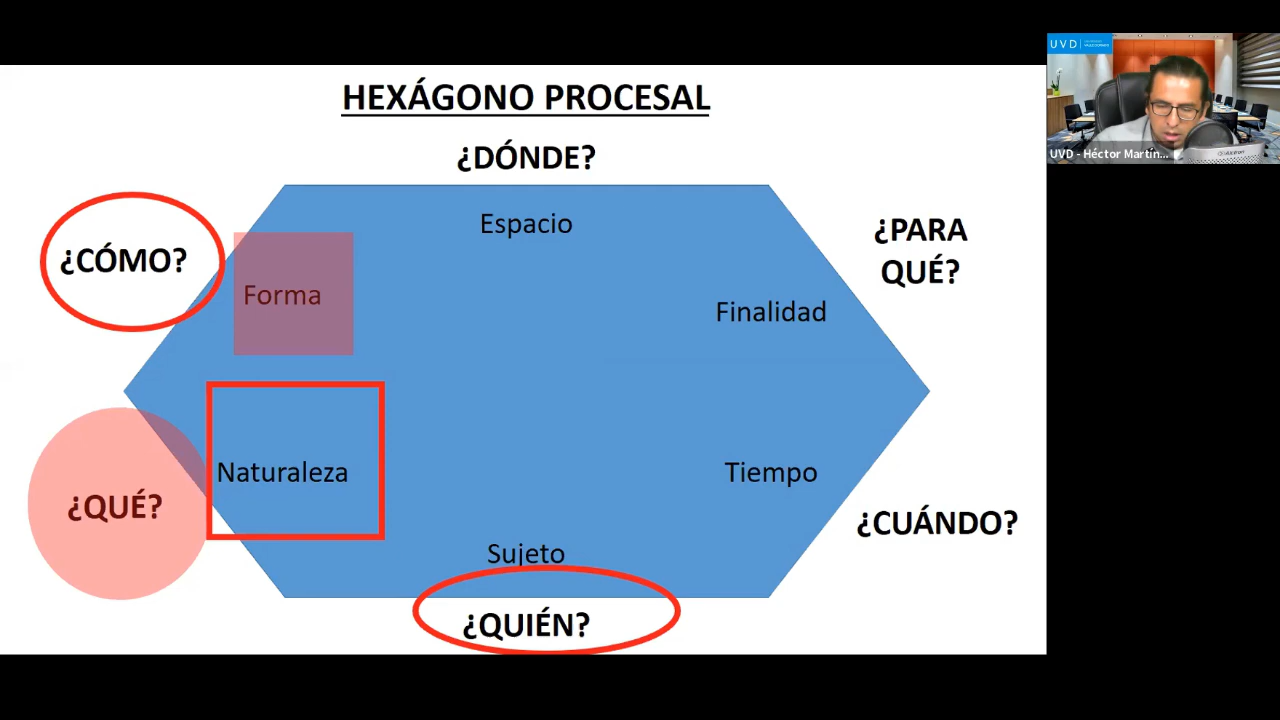 HEXÁGONO PROCESAL
¿DÓNDE?
Espacio
¿CÓMO?
Forma
¿PARA
QUÉ?
Finalidad
¿QUÉ?
Naturaleza
Tiempo
¿CUÁNDO?
Sujeto
¿QUIÉN?
UVD
UVD - Héctor Martín...